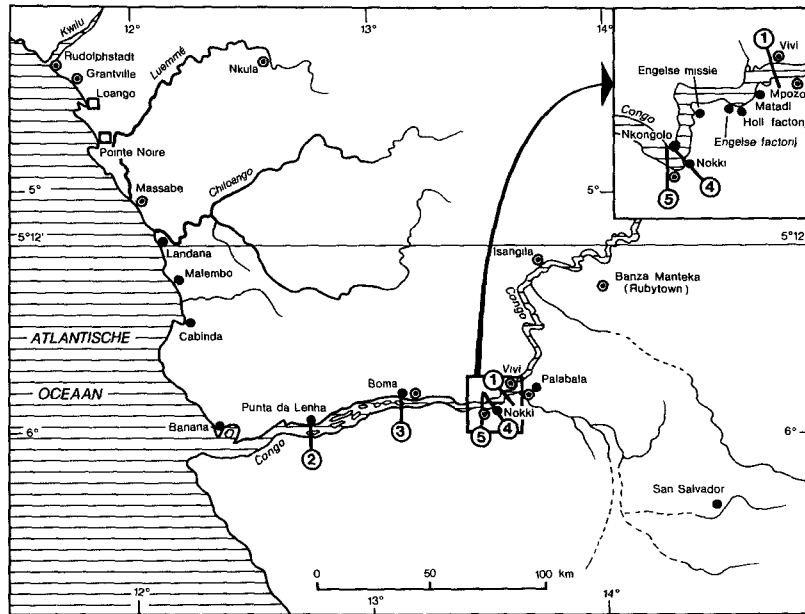 12°
13°
14°
Kwilu
Rudolphstadt
Grantville
Loango
Luemmé
Nkula
Pointe Noire
Massabe
Chiloango
5°
5°
5°12'
5°12'
Landana
Malembo
Cabinda
ATLANTISCHE
OCEAAN
Banana
Punta da Lenha
Boma
Congo
Congo
Isangila
Banza Manteka
(Rubytown)
Vivi
Palabala
Nokki
1
2
3
4
5
6°
6°
San Salvador
0
50
100 km
12°
13°
14°
1
Vivi
Engelse missie
Mpozo
Matadi
Holl factorij
Engelse factorij
Congo
Nkongolo
Nokki
5
4